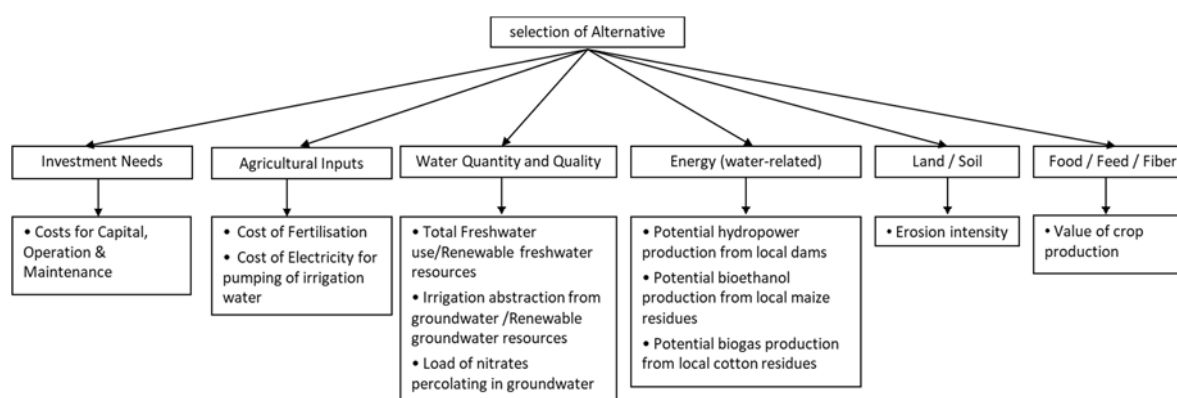 selection of Alternative
Investment Needs
Agricultural Inputs
Water Quantity and Quality
Energy (water-related)
Land / Soil
Food / Feed / Fiber
• Costs for Capital,
Operation &
Maintenance
• Cost of Fertilisation
• Cost of Electricity for
pumping of irrigation
water
• Total Freshwater
use/Renewable freshwater
resources
• Irrigation abstraction from
groundwater /Renewable
groundwater resources
• Load of nitrates
percolating in groundwater
• Potential hydropower
production from local dams
• Potential bioethanol
production from local maize
residues
• Potential biogas production
from local cotton residues
• Erosion intensity
• Value of crop
production